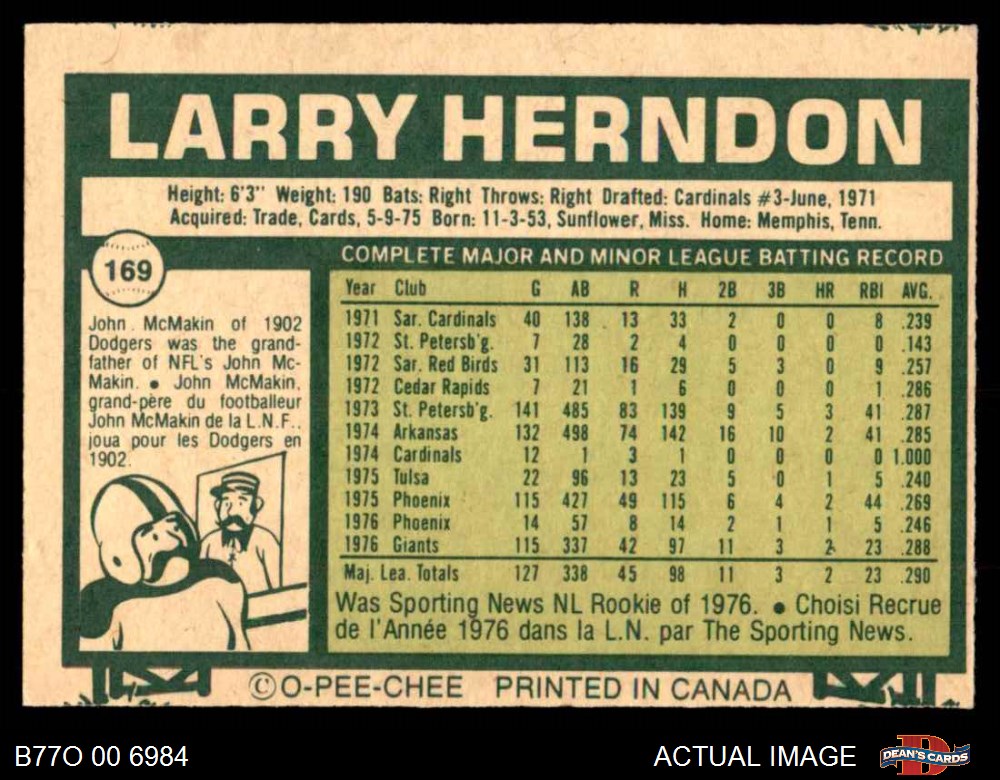 LARRY HERNDON
Height: 6'3" Weight: 190 Bats: Right Throws: Right Drafted: Cardinals #3-June, 1971
Acquired: Trade, Cards, 5-9-75 Born: 11-3-53, Sunflower, Miss. Home: Memphis, Tenn.
169
John McMakin of 1902
Dodgers was the grand-
father of NFL's John Mc-
Makin. ● John McMakin,
grand-père du footballeur
John McMakin de la L.N.F.,
joua pour les Dodgers en
1902.
COMPLETE MAJOR AND MINOR LEAGUE BATTING RECORD
Year Club G AB R H 2B 3B HR RBI AVG.
1971 Sar. Cardinals 40 138 13 33 2 0 0 8 .239
1972 St. Petersb'g. 7 28 2 4 0 0 0 0 .143
1972 Sar. Red Birds 31 113 16 29 5 3 0 9 .257
1972 Cedar Rapids 7 21 1 6 0 0 0 1 .286
1973 St. Petersb'g. 141 485 83 139 9 5 3 41 .287
1974 Arkansas 132 498 74 142 16 10 2 41 .285
1974 Cardinals 12 1 3 1 0 0 0 0 1.000
1975 Tulsa 22 96 13 23 5 0 1 5 .240
1975 Phoenix 115 427 49 115 6 4 2 44 .269
1976 Phoenix 14 57 8 14 2 1 1 5 .246
1976 Giants 115 337 42 97 11 3 2 23 .288
Maj. Lea. Totals 127 338 45 98 11 3 2 23 .290
Was Sporting News NL Rookie of 1976. ● Choisi Recrue
de l'Année 1976 dans la L.N. par The Sporting News.
©O-PEE-CHEE PRINTED IN CANADA
B77O 00 6984
ACTUAL IMAGE
DEAN'S CARDS